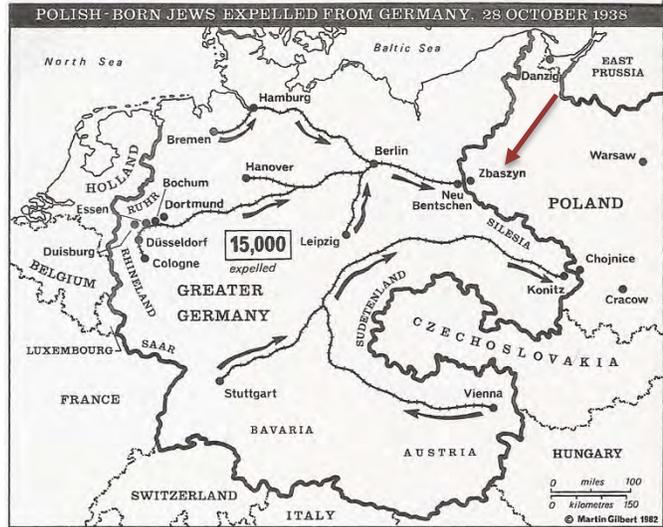 POLISH-BORN JEWS EXPELLED FROM GERMANY, 28 OCTOBER 1938
North Sea
Baltic Sea
EAST
PRUSSIA
Danzig
Hamburg
Bremen
Berlin
Warsaw
HOLLAND
Hanover
Zbaszyn
Bochum
Neu
Bentschen
POLAND
Essen
RUHR
Dortmund
SILESIA
Duisburg
Düsseldorf
15,000
expelled
Leipzig
Cologne
RHINELAND
Chojnice
BELGIUM
GREATER
GERMANY
Konitz
Cracow
SUDETENLAND
CZECHOSLOVAKIA
LUXEMBOURG
SAAR
Stuttgart
Vienna
FRANCE
BAVARIA
AUSTRIA
HUNGARY
SWITZERLAND
ITALY
0 miles 100
0 kilometres 150
© Martin Gilbert 1982